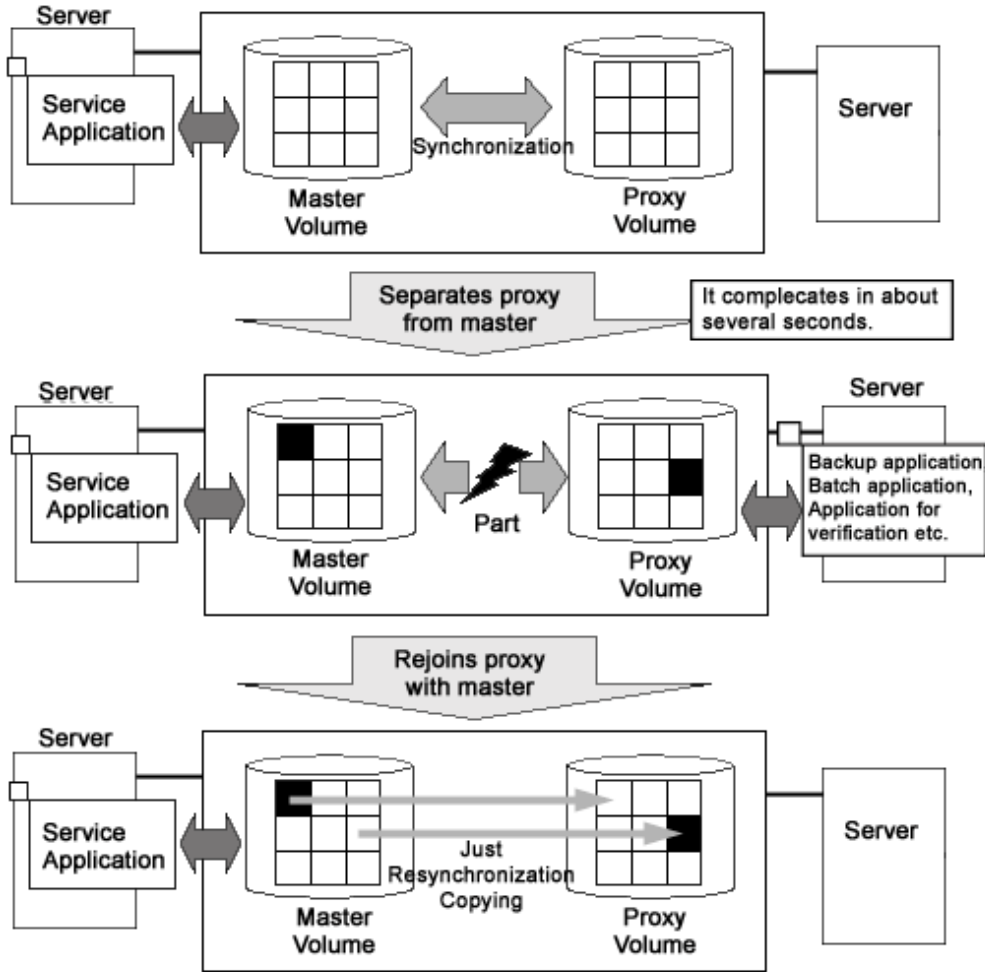 Server
Service
Application
Synchronization
Server
Master
Volume
Proxy
Volume
Separates proxy
from master
It complecates in about
several seconds.
Server
Server
Service
Application
Part
Backup application,
Batch application,
Application for
verification etc.
Master
Volume
Proxy
Volume
Rejoins proxy
with master
Server
Service
Application
Just
Resynchronization
Copying
Server
Master
Volume
Proxy
Volume